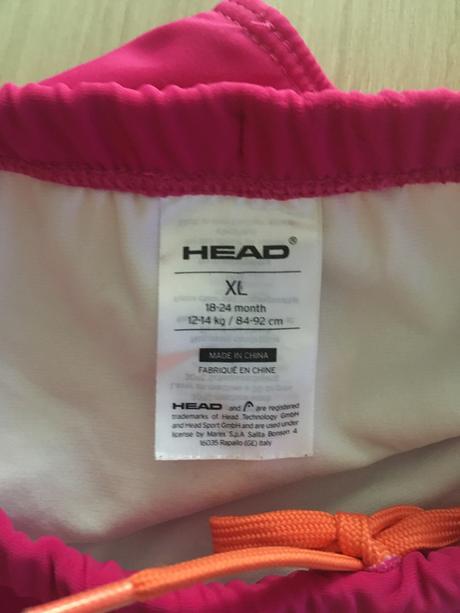 HEAD®
XL
18-24 month
12-14 kg / 84-92 cm
MADE IN CHINA
FABRIQUÉ EN CHINE
HEAD and are registered
trademarks of Head Technology GmbH
and Head Sport GmbH and are used under
license by Mares S.p.A Salita Bonsen 4
16035 Rapallo (GE) Italy